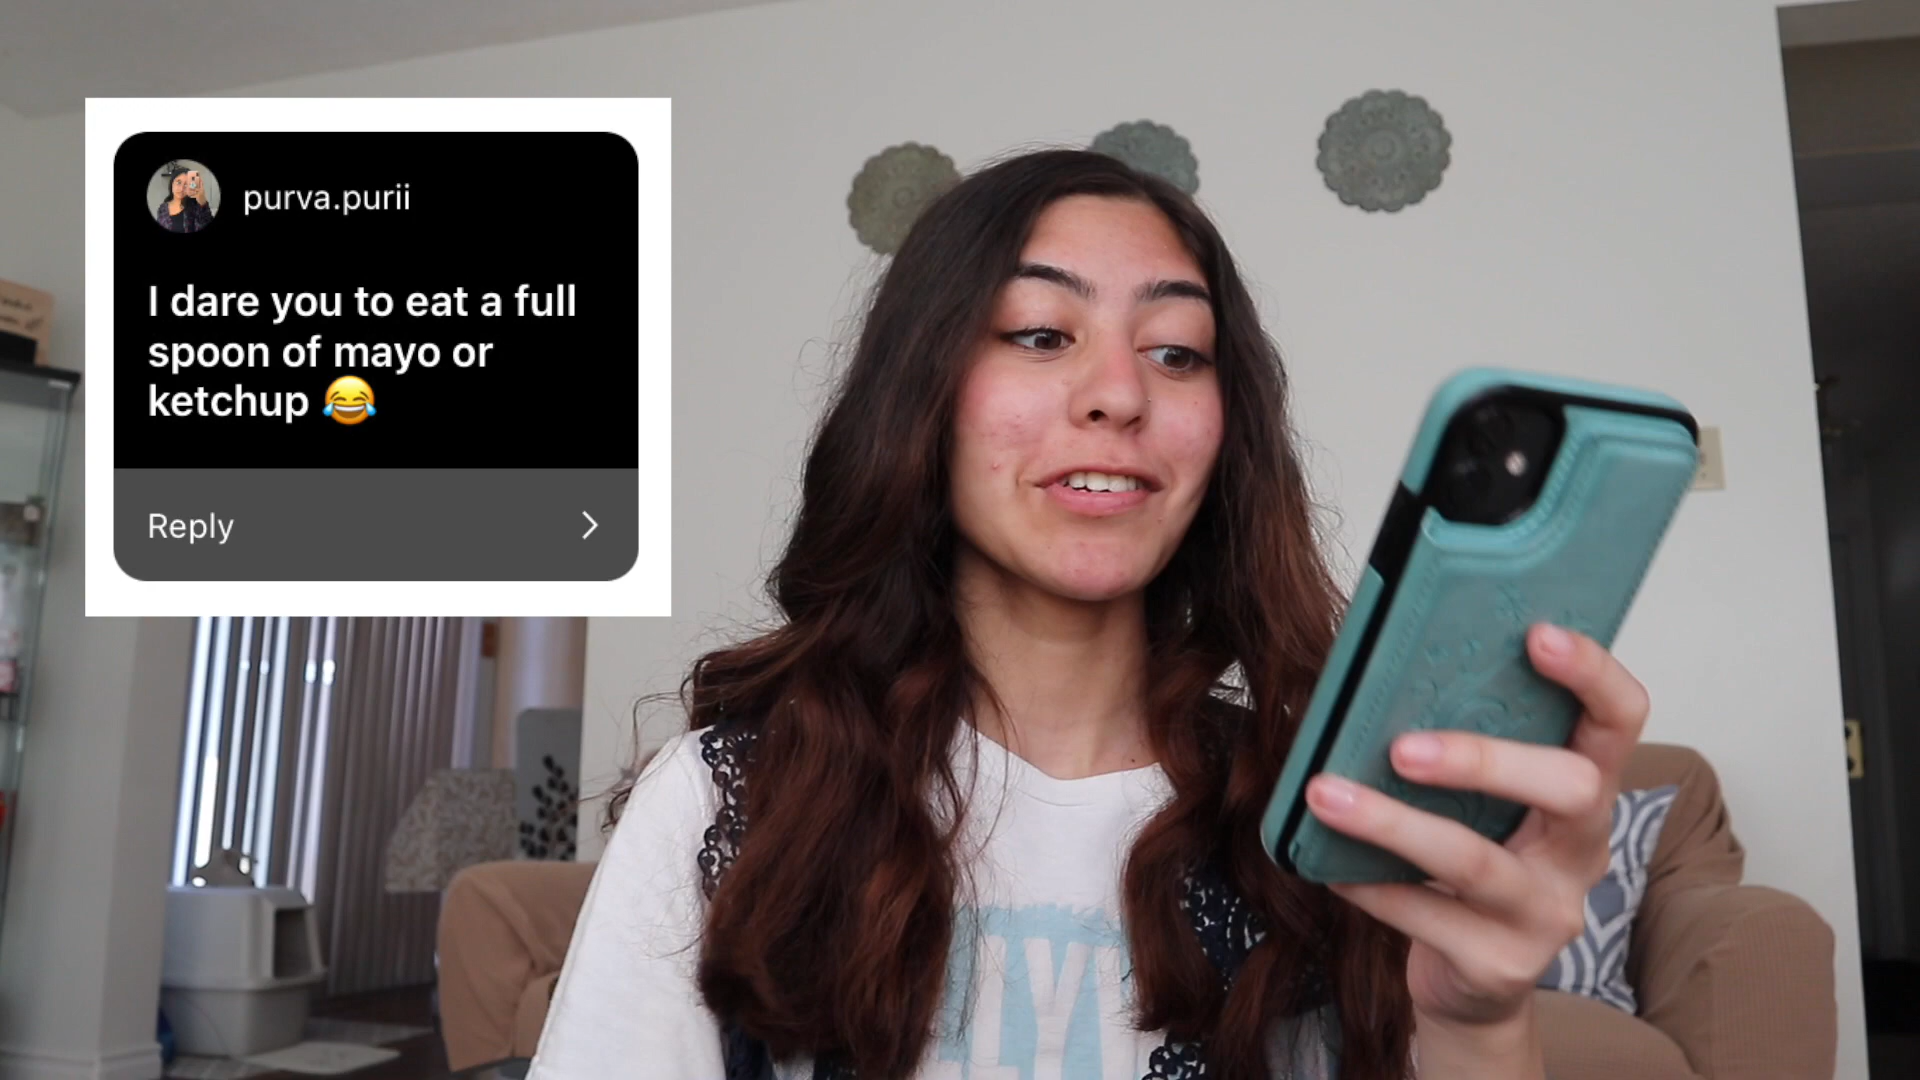 purva.purii
I dare you to eat a full
spoon of mayo or
ketchup 😂
Reply